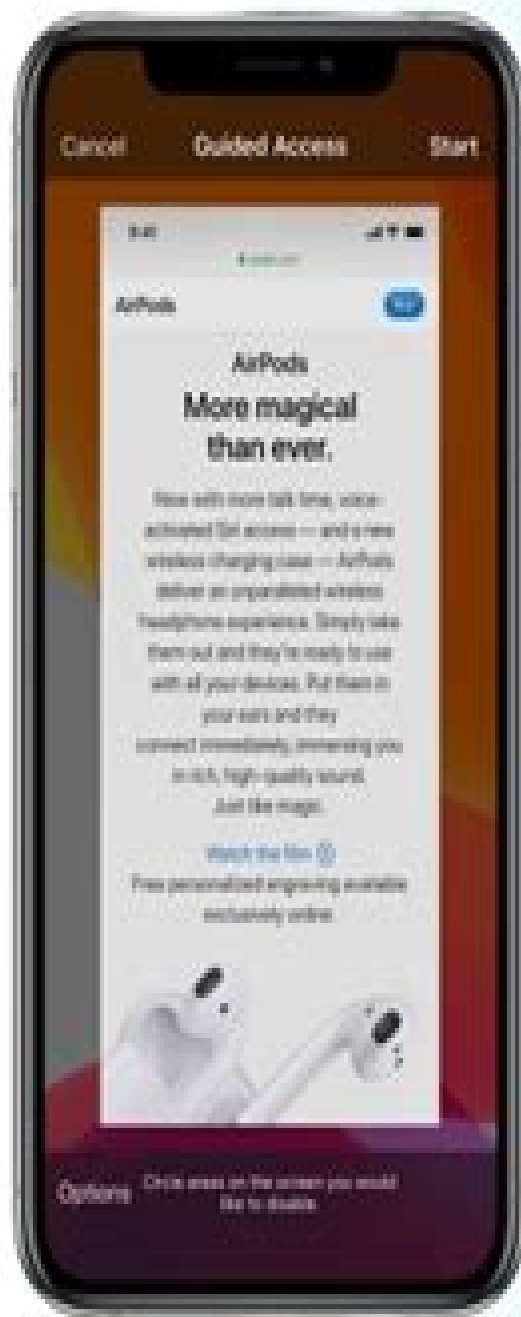 Cancel Guided Access Start
9:41
AirPods Buy
AirPods
More magical
than ever.
Now with more talk time, voice-
activated Siri access — and a new
wireless charging case — AirPods
deliver an unparalleled wireless
headphone experience. Simply take
them out and they're ready to use
with all your devices. Put them in
your ears and they
connect immediately, immersing you
in rich, high-quality sound.
Just like magic.
Watch the film
Free personalized engraving available
exclusively online
Options Circle areas on the screen you would
like to disable.